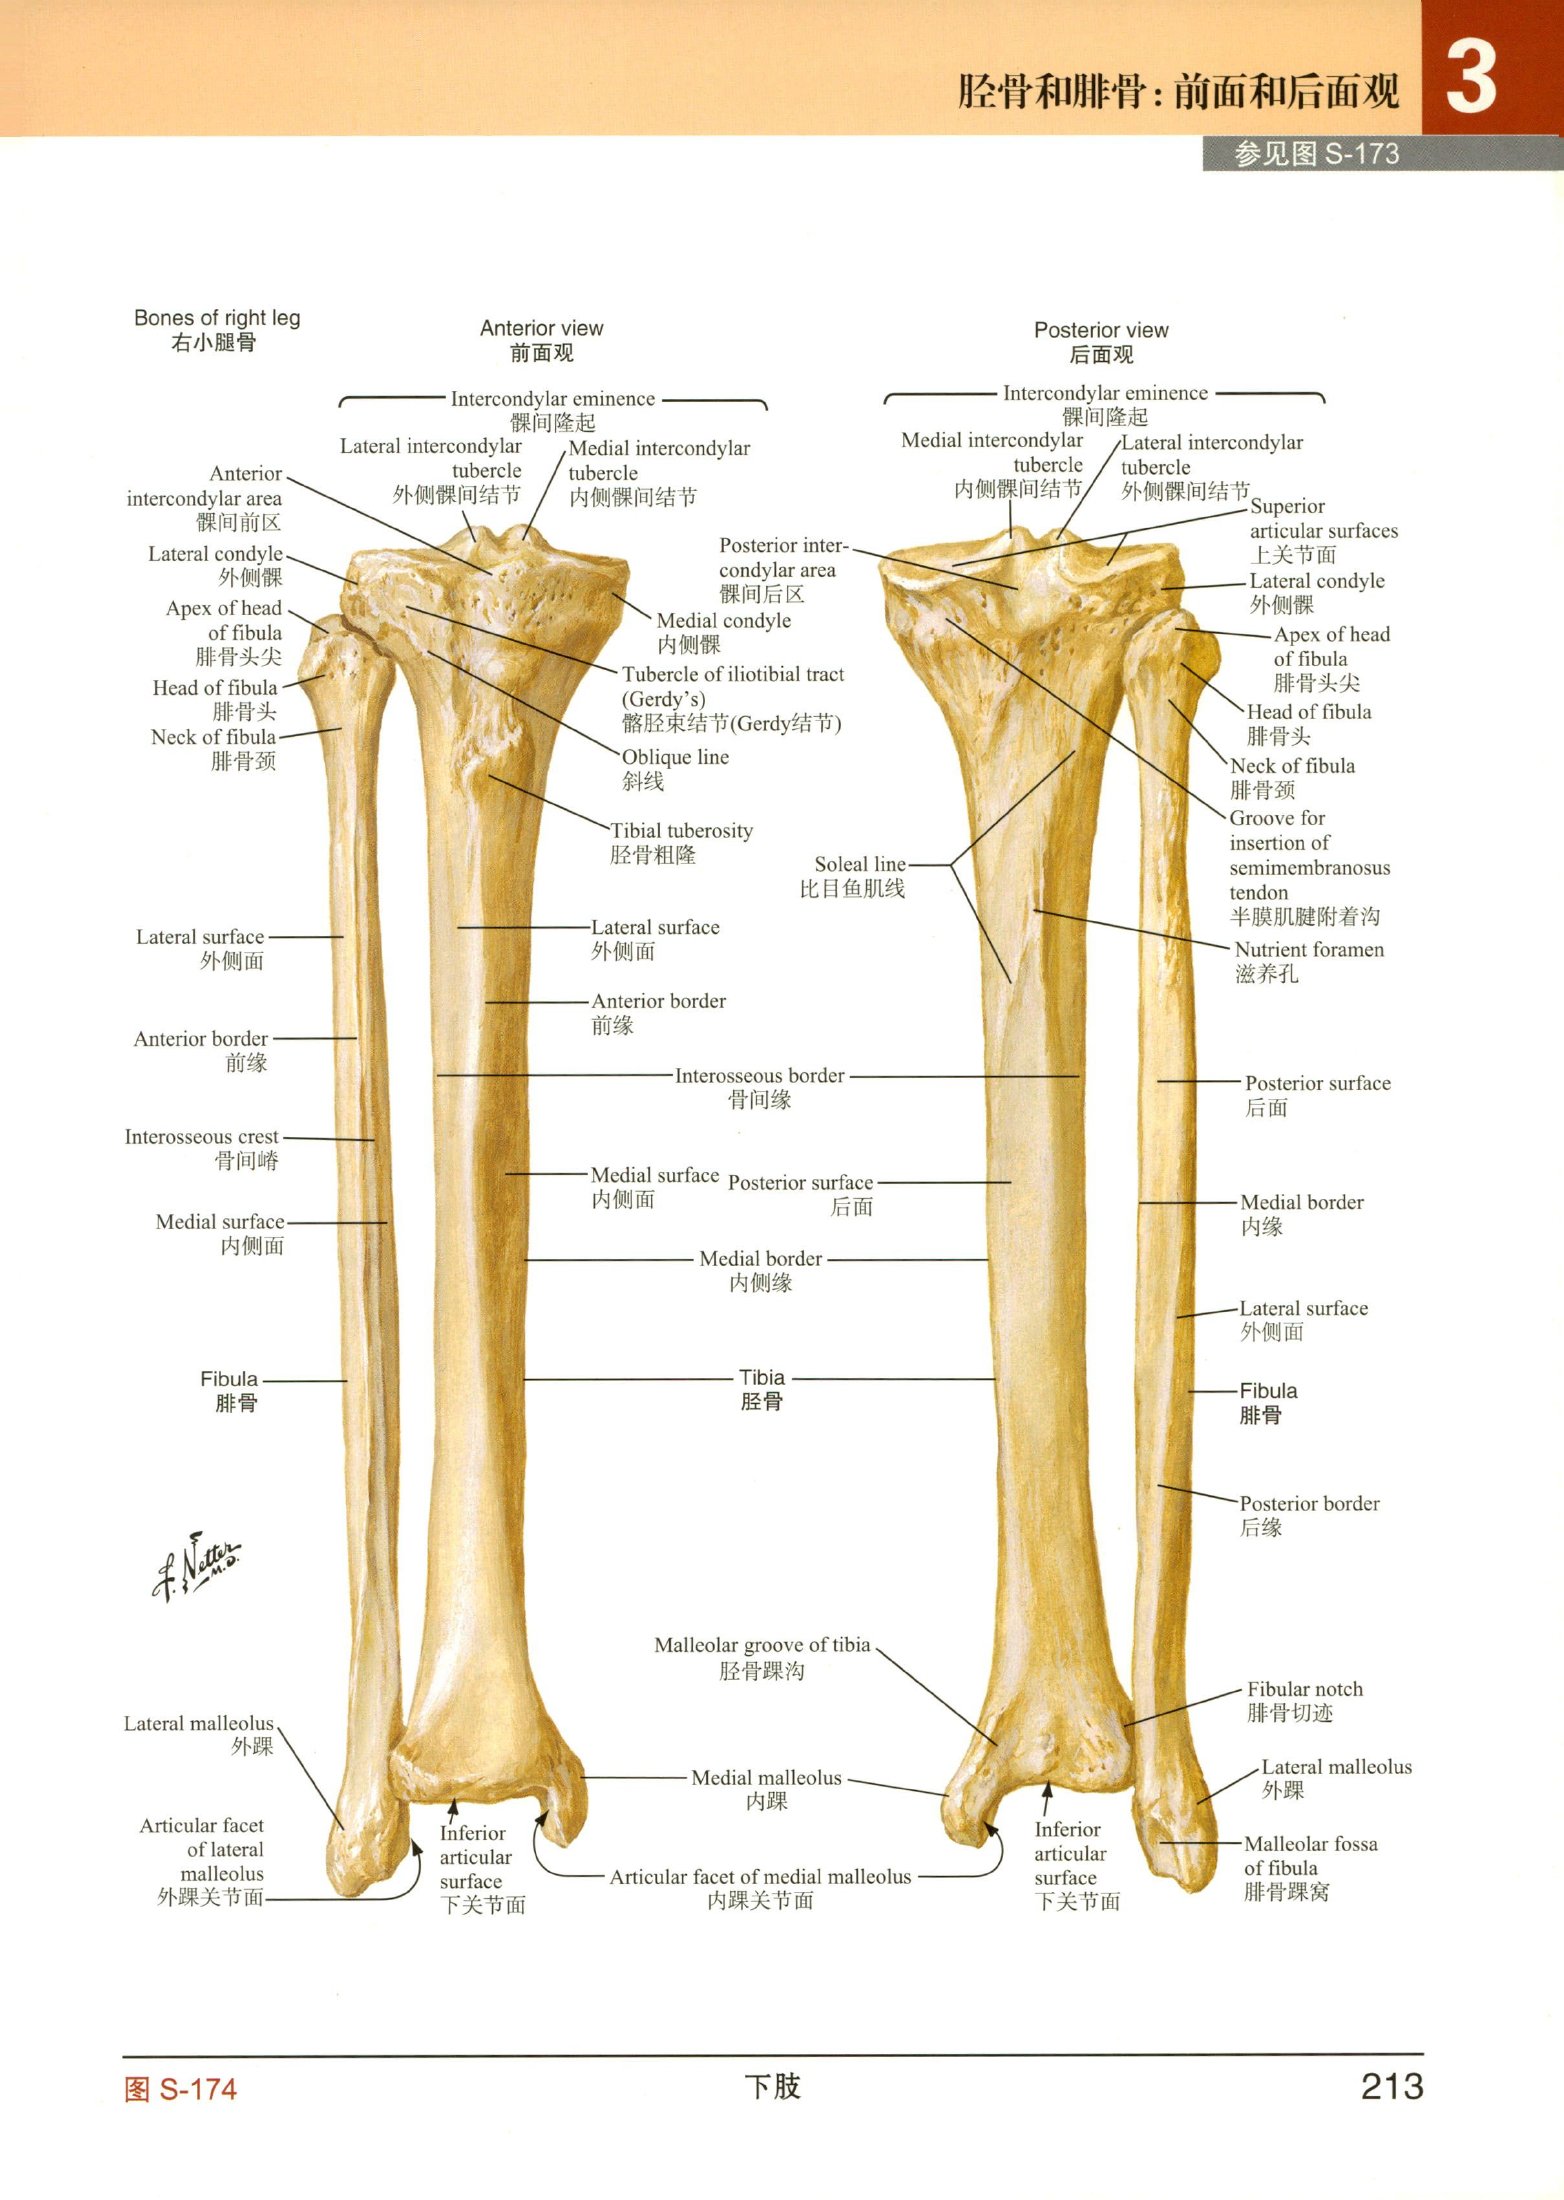 胫骨和腓骨：前面和后面观
3
参见图 S-173
Bones of right leg
右小腿骨
Anterior view
前面观
Intercondylar eminence
髁间隆起
Lateral intercondylar
tubercle
外侧髁间结节
Medial intercondylar
tubercle
内侧髁间结节
Anterior
intercondylar area
髁间前区
Lateral condyle
外侧髁
Apex of head
of fibula
腓骨头尖
Head of fibula
腓骨头
Neck of fibula
腓骨颈
Medial condyle
内侧髁
Tubercle of iliotibial tract
(Gerdy's)
髂胫束结节(Gerdy结节)
Oblique line
斜线
Tibial tuberosity
胫骨粗隆
Lateral surface
外侧面
Lateral surface
外侧面
Anterior border
前缘
Anterior border
前缘
Interosseous border
骨间缘
Interosseous crest
骨间嵴
Medial surface
内侧面
Medial surface
内侧面
Medial border
内侧缘
Fibula
腓骨
Tibia
胫骨
F. Netter
M.D.
Lateral malleolus
外踝
Articular facet
of lateral
malleolus
外踝关节面
Inferior
articular
surface
下关节面
Medial malleolus
内踝
Articular facet of medial malleolus
内踝关节面
Posterior view
后面观
Intercondylar eminence
髁间隆起
Medial intercondylar
tubercle
内侧髁间结节
Lateral intercondylar
tubercle
外侧髁间结节
Superior
articular surfaces
上关节面
Posterior inter-
condylar area
髁间后区
Lateral condyle
外侧髁
Apex of head
of fibula
腓骨头尖
Head of fibula
腓骨头
Neck of fibula
腓骨颈
Groove for
insertion of
semimembranosus
tendon
半膜肌腱附着沟
Soleal line
比目鱼肌线
Nutrient foramen
滋养孔
Posterior surface
后面
Posterior surface
后面
Medial border
内缘
Lateral surface
外侧面
Fibula
腓骨
Posterior border
后缘
Malleolar groove of tibia
胫骨踝沟
Fibular notch
腓骨切迹
Lateral malleolus
外踝
Inferior
articular
surface
下关节面
Malleolar fossa
of fibula
腓骨踝窝
图 S-174
下肢
213